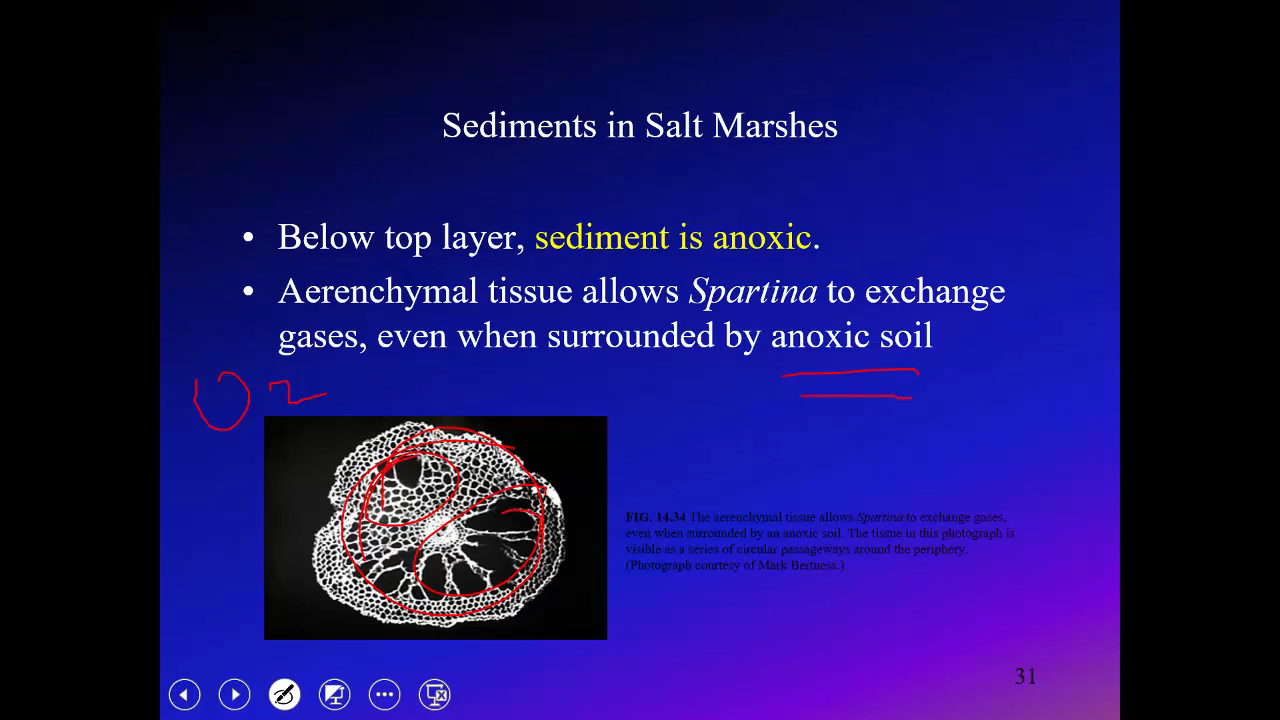 Sediments in Salt Marshes
• Below top layer, sediment is anoxic.
• Aerenchymal tissue allows Spartina to exchange
gases, even when surrounded by anoxic soil
O2
FIG. 14.34 The aerenchymal tissue allows Spartina to exchange gases,
even when surrounded by an anoxic soil. The tissue in this photograph is
visible as a series of circular passageways around the periphery.
(Photograph courtesy of Mark Bertness.)
31